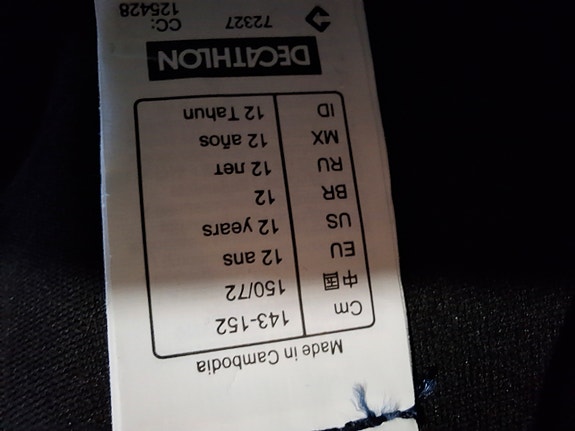 Made in Cambodia
Cm 143-152
中国 150/72
EU 12 ans
US 12 years
BR 12
RU 12 лет
MX 12 años
ID 12 Tahun
DECATHLON
72327 CC: 125428